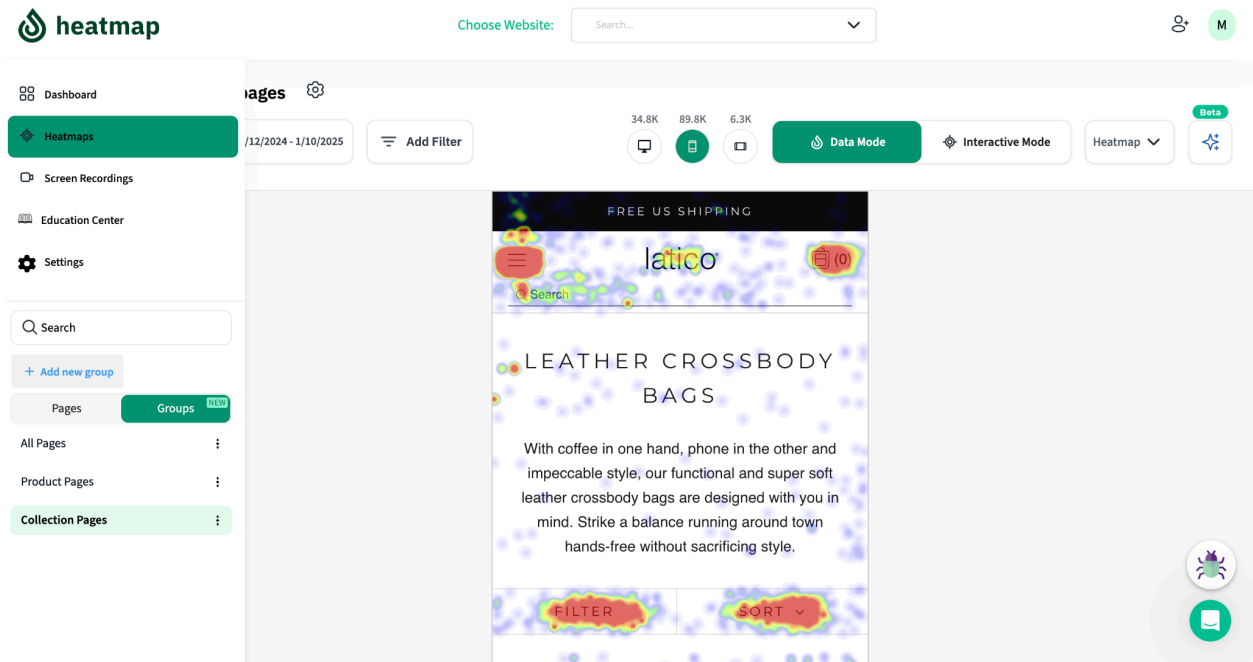 heatmap
Choose Website:
Search...
M
Dashboard
Heatmaps
Screen Recordings
Education Center
Settings
Search
+ Add new group
Pages
Groups
NEW
All Pages
Product Pages
Collection Pages
/12/2024 - 1/10/2025
Add Filter
34.8K
89.8K
6.3K
Data Mode
Interactive Mode
Heatmap
Beta
FREE US SHIPPING
latico
(0)
Search
LEATHER CROSSBODY
BAGS
With coffee in one hand, phone in the other and
impeccable style, our functional and super soft
leather crossbody bags are designed with you in
mind. Strike a balance running around town
hands-free without sacrificing style.
FILTER
SORT